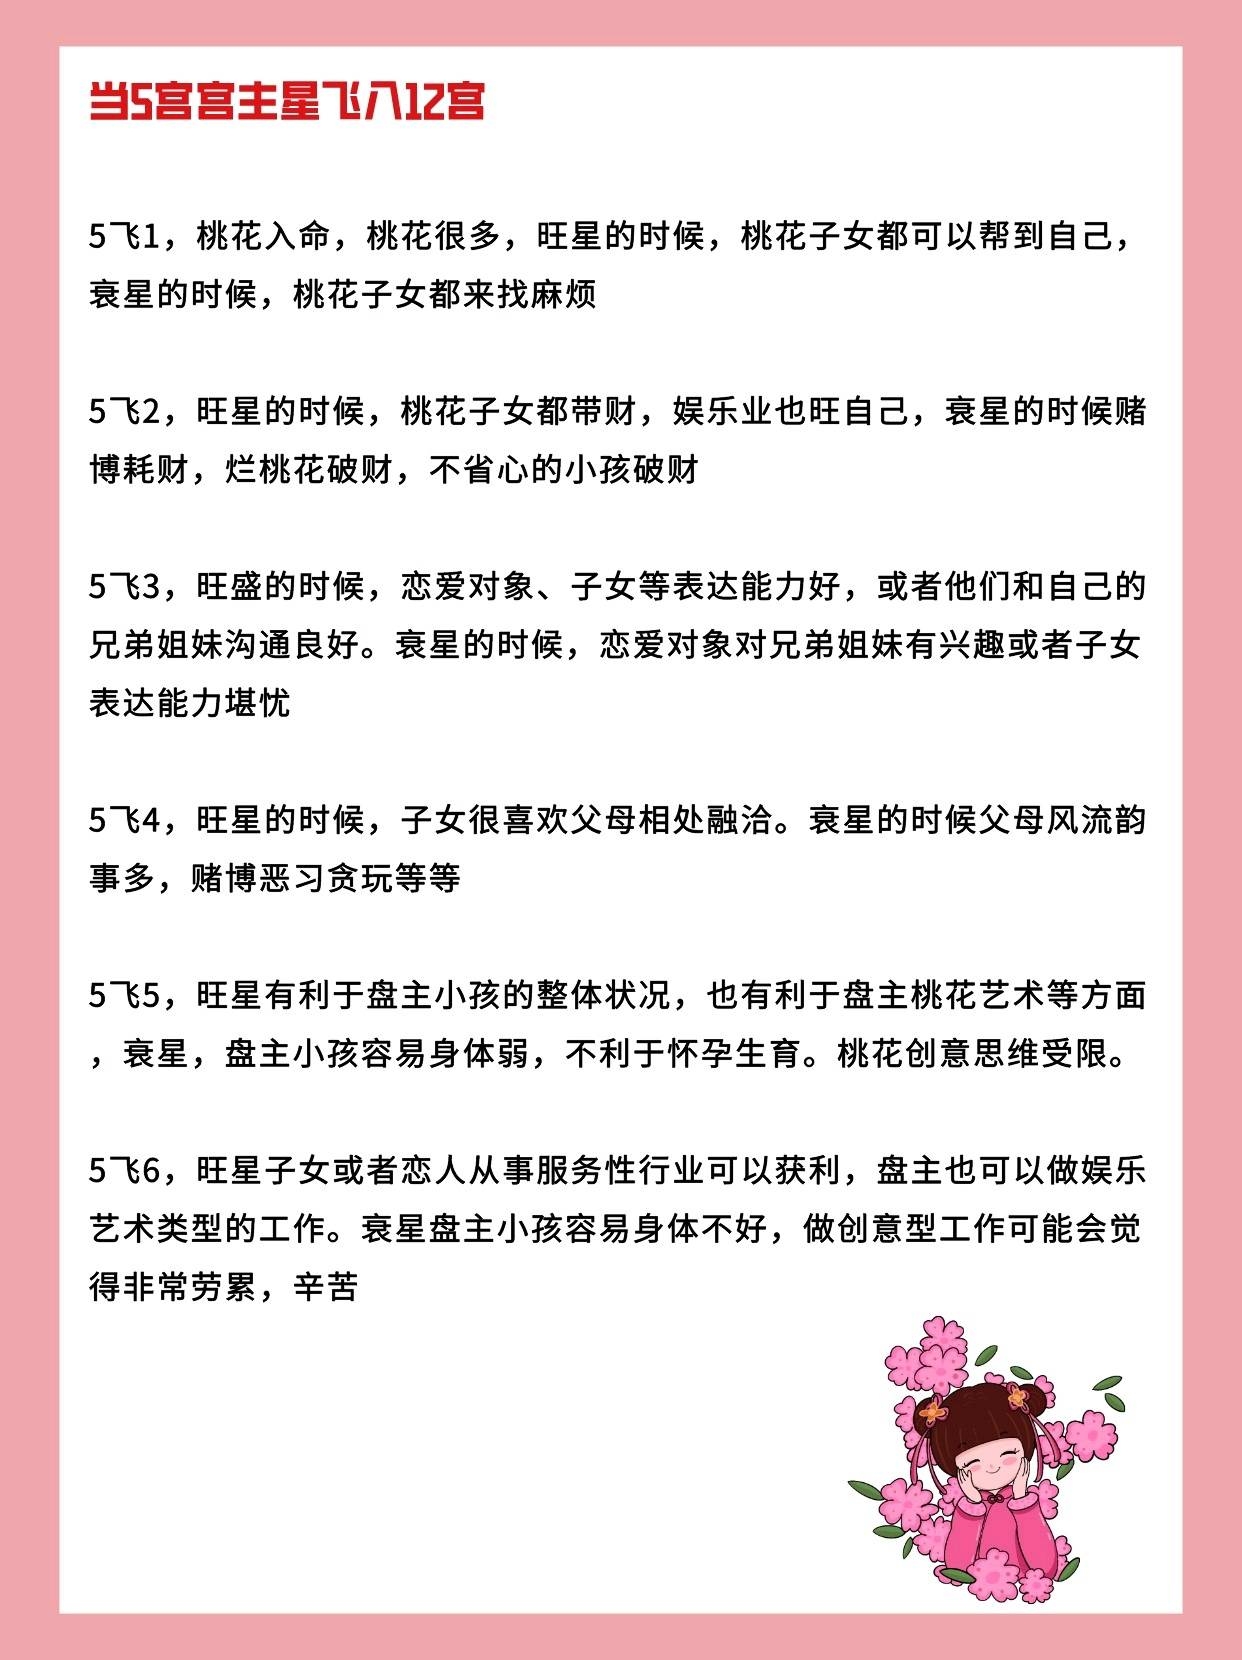 当5宫宫主星飞入12宫
5飞1，桃花入命，桃花很多，旺星的时候，桃花子女都可以帮到自己，
衰星的时候，桃花子女都来找麻烦
5飞2，旺星的时候，桃花子女都带财，娱乐业也旺自己，衰星的时候赌
博耗财，烂桃花破财，不省心的小孩破财
5飞3，旺盛的时候，恋爱对象、子女等表达能力好，或者他们和自己的
兄弟姐妹沟通良好。衰星的时候，恋爱对象对兄弟姐妹有兴趣或者子女
表达能力堪忧
5飞4，旺星的时候，子女很喜欢父母相处融洽。衰星的时候父母风流韵
事多，赌博恶习贪玩等等
5飞5，旺星有利于盘主小孩的整体状况，也有利于盘主桃花艺术等方面
，衰星，盘主小孩容易身体弱，不利于怀孕生育。桃花创意思维受限。
5飞6，旺星子女或者恋人从事服务性行业可以获利，盘主也可以做娱乐
艺术类型的工作。衰星盘主小孩容易身体不好，做创意型工作可能会觉
得非常劳累，辛苦